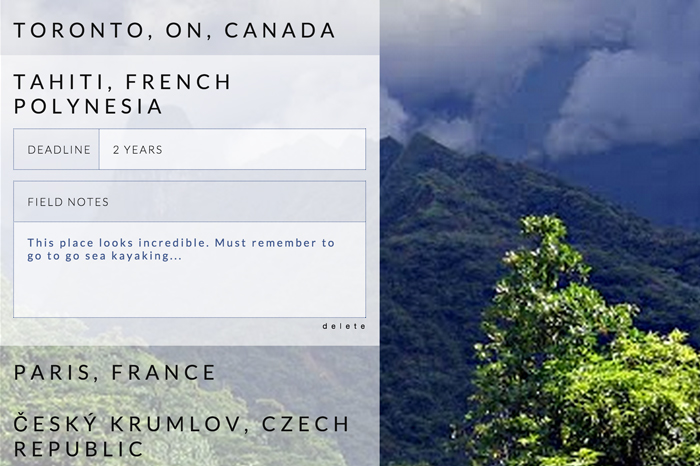 TORONTO, ON, CANADA
TAHITI, FRENCH
POLYNESIA
DEADLINE 2 YEARS
FIELD NOTES
This place looks incredible. Must remember to
go to go sea kayaking...
delete
PARIS, FRANCE
ČESKÝ KRUMLOV, CZECH
REPUBLIC